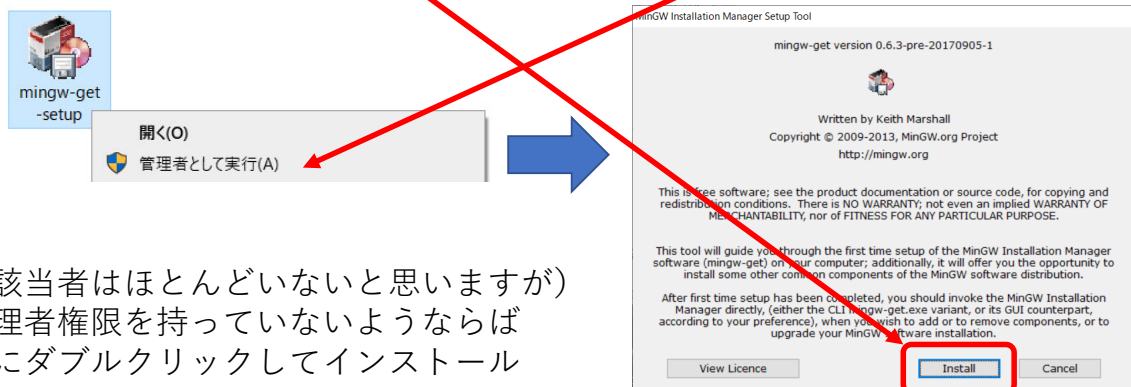 mingw-get
-setup
開く(O)
管理者として実行(A)
該当者はほとんどいないと思いますが)
理者権限を持っていないようならば
にダブルクリックしてインストール
MinGW Installation Manager Setup Tool
mingw-get version 0.6.3-pre-20170905-1
Written by Keith Marshall
Copyright © 2009-2013, MinGW.org Project
http://mingw.org
This is free software; see the product documentation or source code, for copying and
redistribution conditions. There is NO WARRANTY; not even an implied WARRANTY OF
MERCHANTABILITY, nor of FITNESS FOR ANY PARTICULAR PURPOSE.
This tool will guide you through the first time setup of the MinGW Installation Manager
software (mingw-get) on your computer; additionally, it will offer you the opportunity to
install some other common components of the MinGW software distribution.
After first time setup has been completed, you should invoke the MinGW Installation
Manager directly, (either the CLI mingw-get.exe variant, or its GUI counterpart,
according to your preference), when you wish to add or to remove components, or to
upgrade your MinGW software installation.
View Licence
Install
Cancel